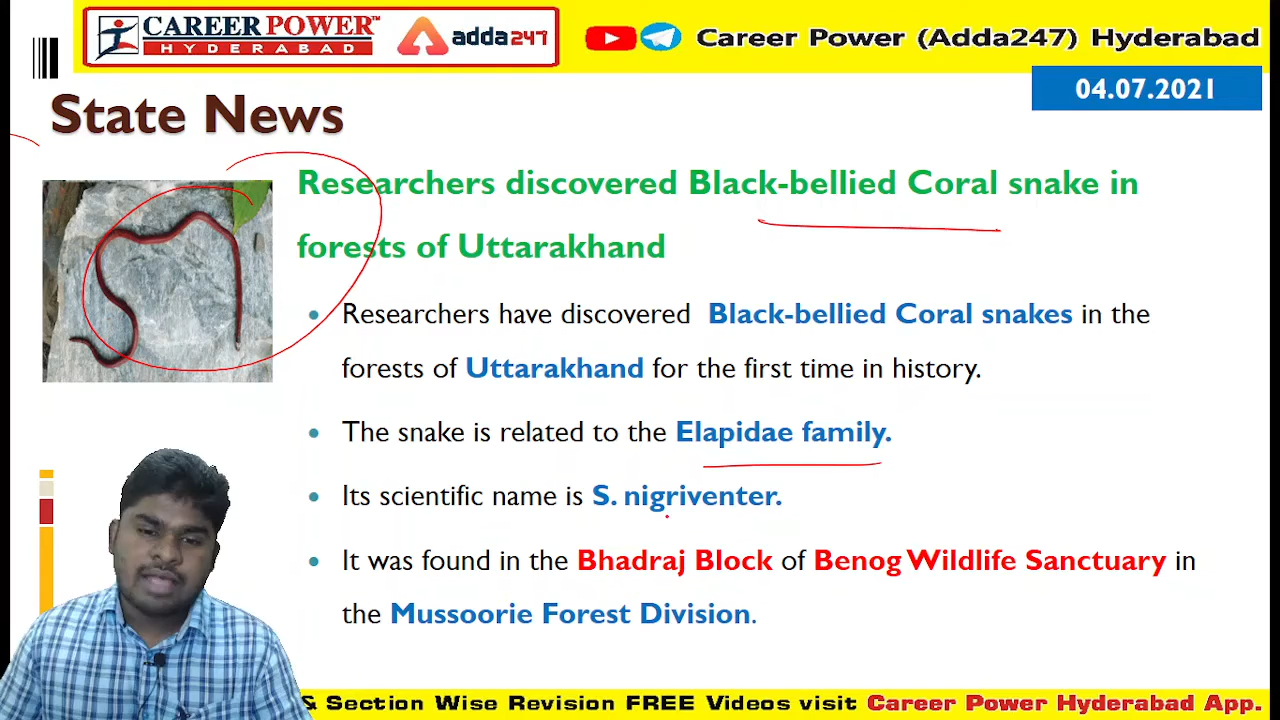 CAREER POWER™
HYDERABAD
adda247
Career Power (Adda247) Hyderabad
04.07.2021
State News
Researchers discovered Black-bellied Coral snake in
forests of Uttarakhand
Researchers have discovered Black-bellied Coral snakes in the
forests of Uttarakhand for the first time in history.
The snake is related to the Elapidae family.
Its scientific name is S. nigriventer.
It was found in the Bhadraj Block of Benog Wildlife Sanctuary in
the Mussoorie Forest Division.
& Section Wise Revision FREE Videos visit Career Power Hyderabad App.